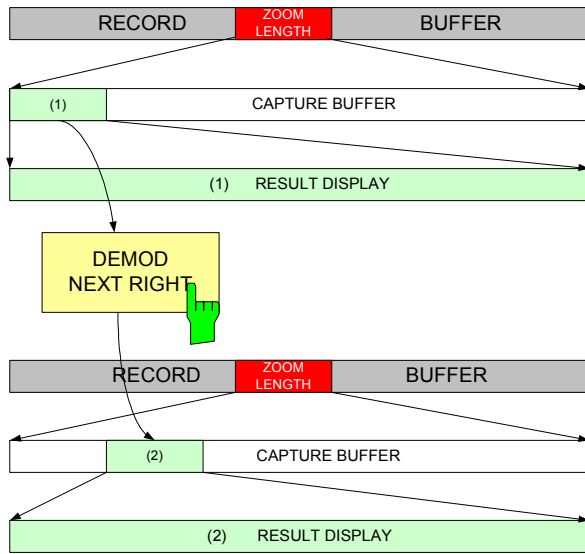 RECORD ZOOM LENGTH BUFFER
(1) CAPTURE BUFFER
(1) RESULT DISPLAY
DEMOD
NEXT RIGHT
RECORD ZOOM LENGTH BUFFER
(2) CAPTURE BUFFER
(2) RESULT DISPLAY